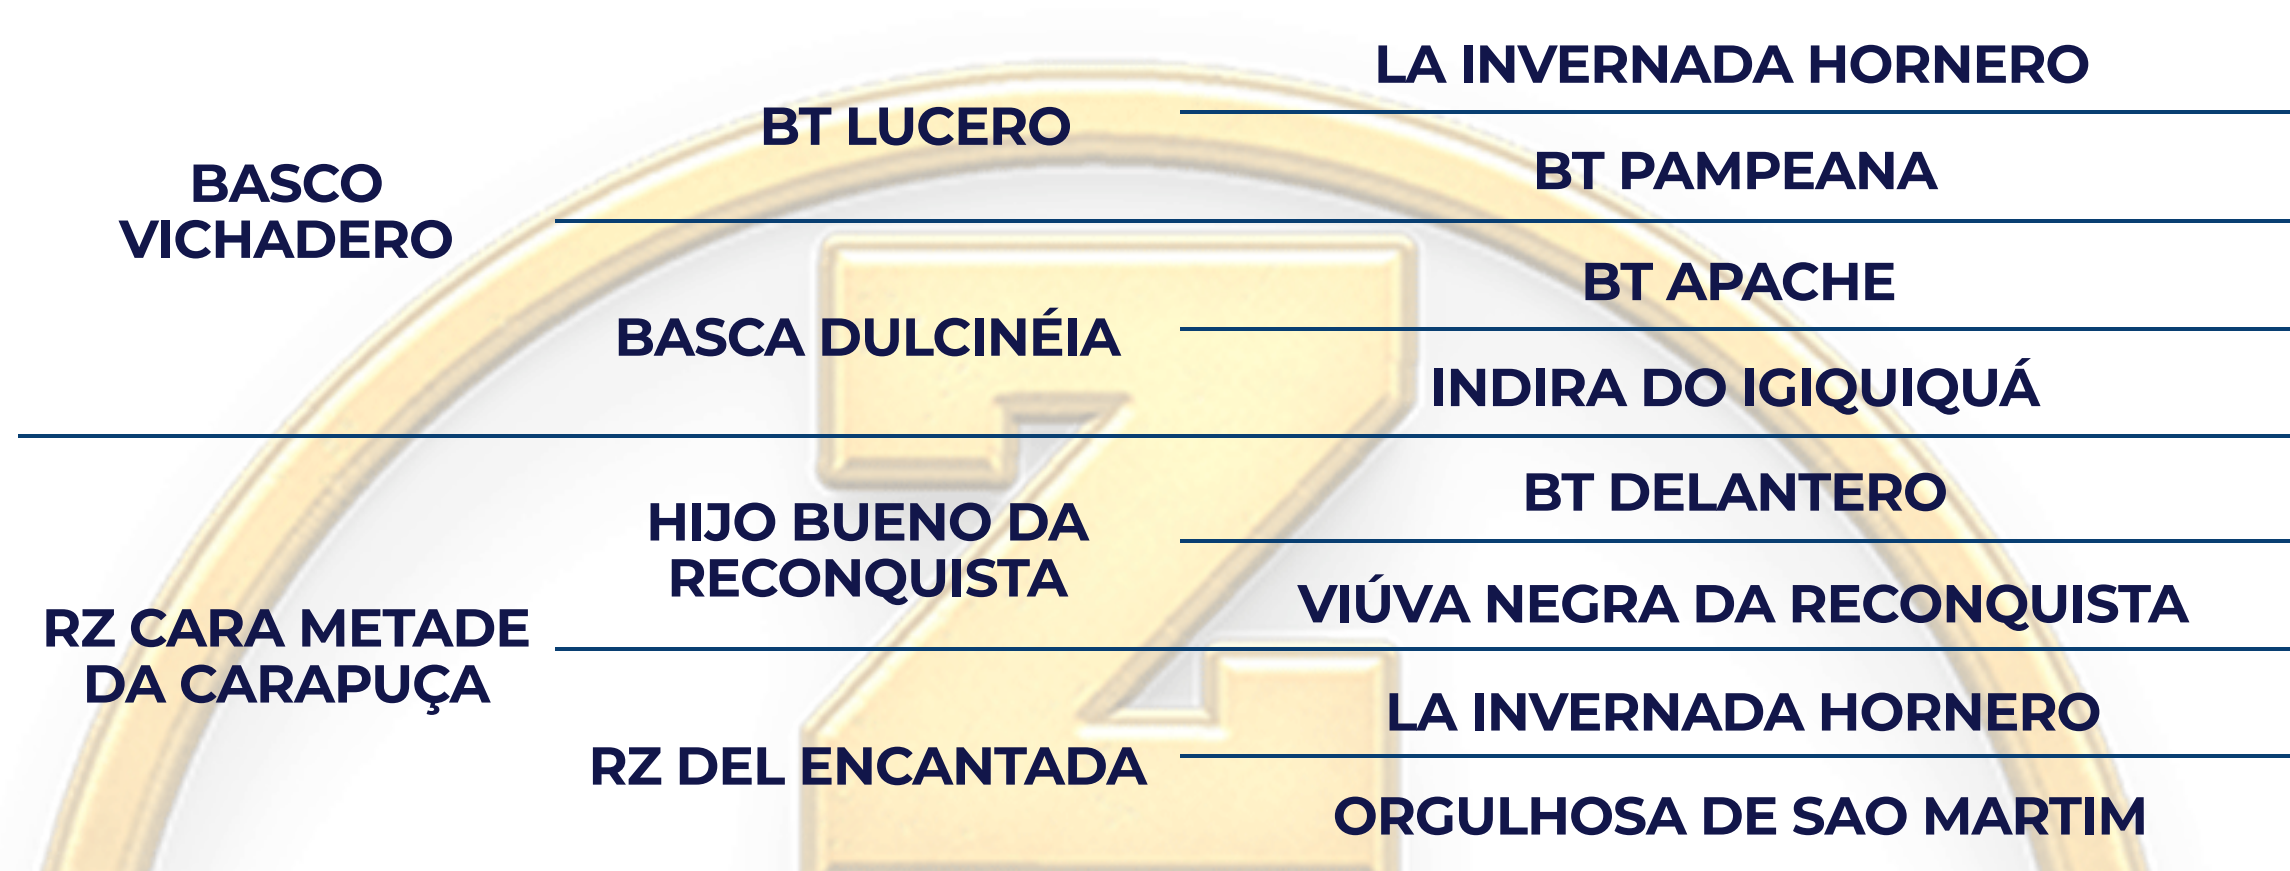 LA INVERNADA HORNERO
BT LUCERO
BT PAMPEANA
BASCO
VICHADERO
BT APACHE
BASCA DULCINÉIA
INDIRA DO IGIQUIQUÁ
BT DELANTERO
HIJO BUENO DA
RECONQUISTA
VIÚVA NEGRA DA RECONQUISTA
RZ CARA METADE
DA CARAPUÇA
LA INVERNADA HORNERO
RZ DEL ENCANTADA
ORGULHOSA DE SAO MARTIM